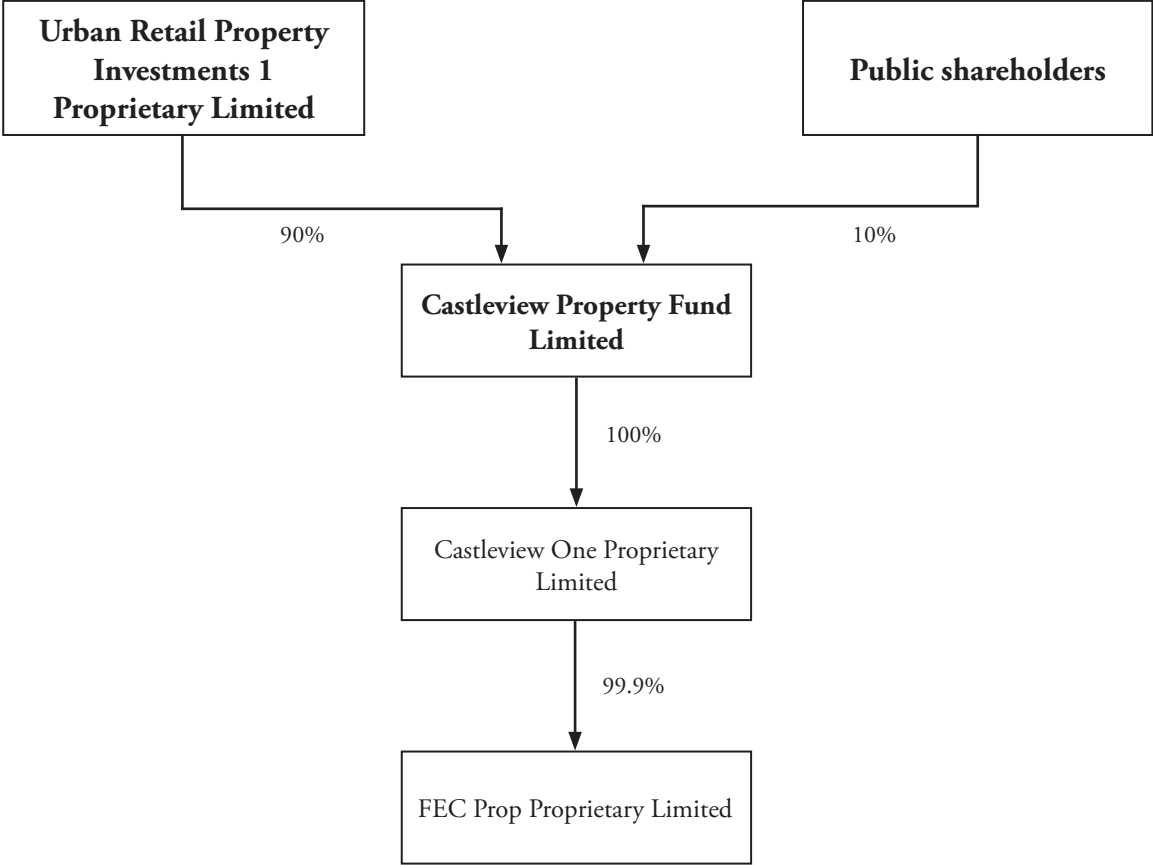 Urban Retail Property
Investments 1
Proprietary Limited
Public shareholders
90%
10%
Castleview Property Fund
Limited
100%
Castleview One Proprietary
Limited
99.9%
FEC Prop Proprietary Limited